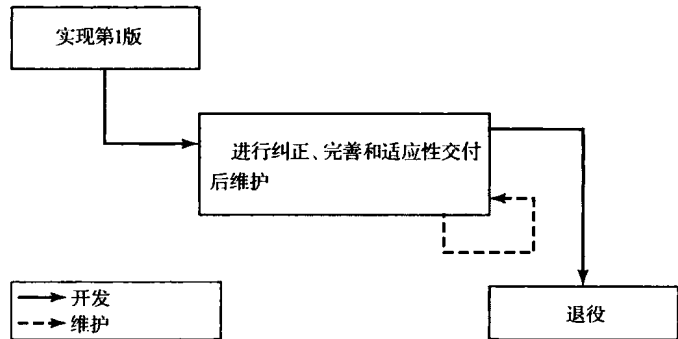 实现第1版
进行纠正、完善和适应性交付
后维护
开发
维护
退役